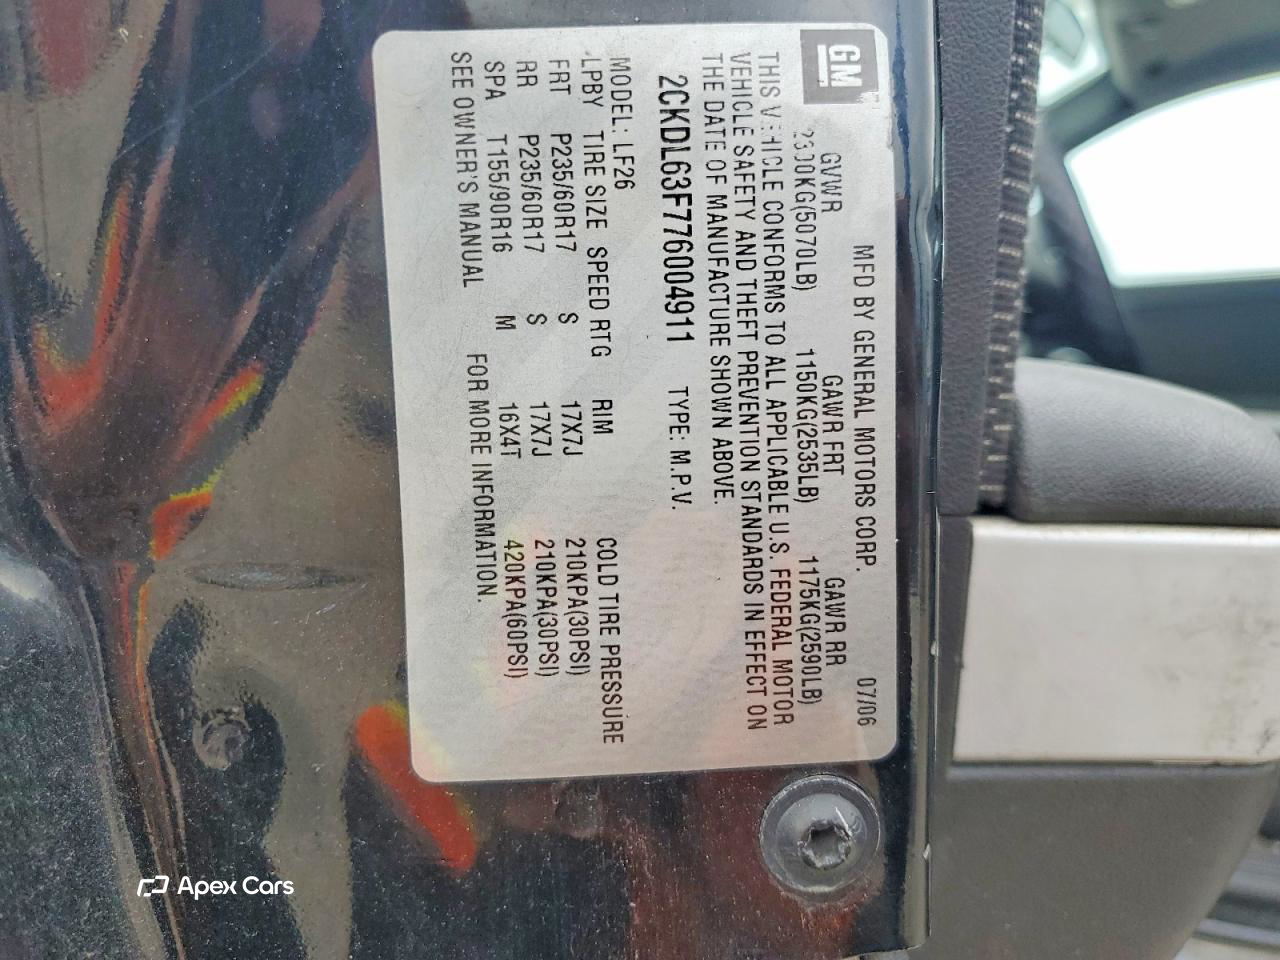 GM
MFD BY GENERAL MOTORS CORP. 07/06
GVWR GAWR FRT GAWR RR
2300KG(5070LB) 1150KG(2535LB) 1175KG(2590LB)
THIS VEHICLE CONFORMS TO ALL APPLICABLE U.S. FEDERAL MOTOR
VEHICLE SAFETY AND THEFT PREVENTION STANDARDS IN EFFECT ON
THE DATE OF MANUFACTURE SHOWN ABOVE.
2CKDL63F776004911 TYPE: M.P.V.
MODEL: LF26
LPBY TIRE SIZE SPEED RTG RIM COLD TIRE PRESSURE
FRT P235/60R17 S 17X7J 210KPA(30PSI)
RR P235/60R17 S 17X7J 210KPA(30PSI)
SPA T155/90R16 M 16X4T 420KPA(60PSI)
SEE OWNER'S MANUAL FOR MORE INFORMATION.
Apex Cars